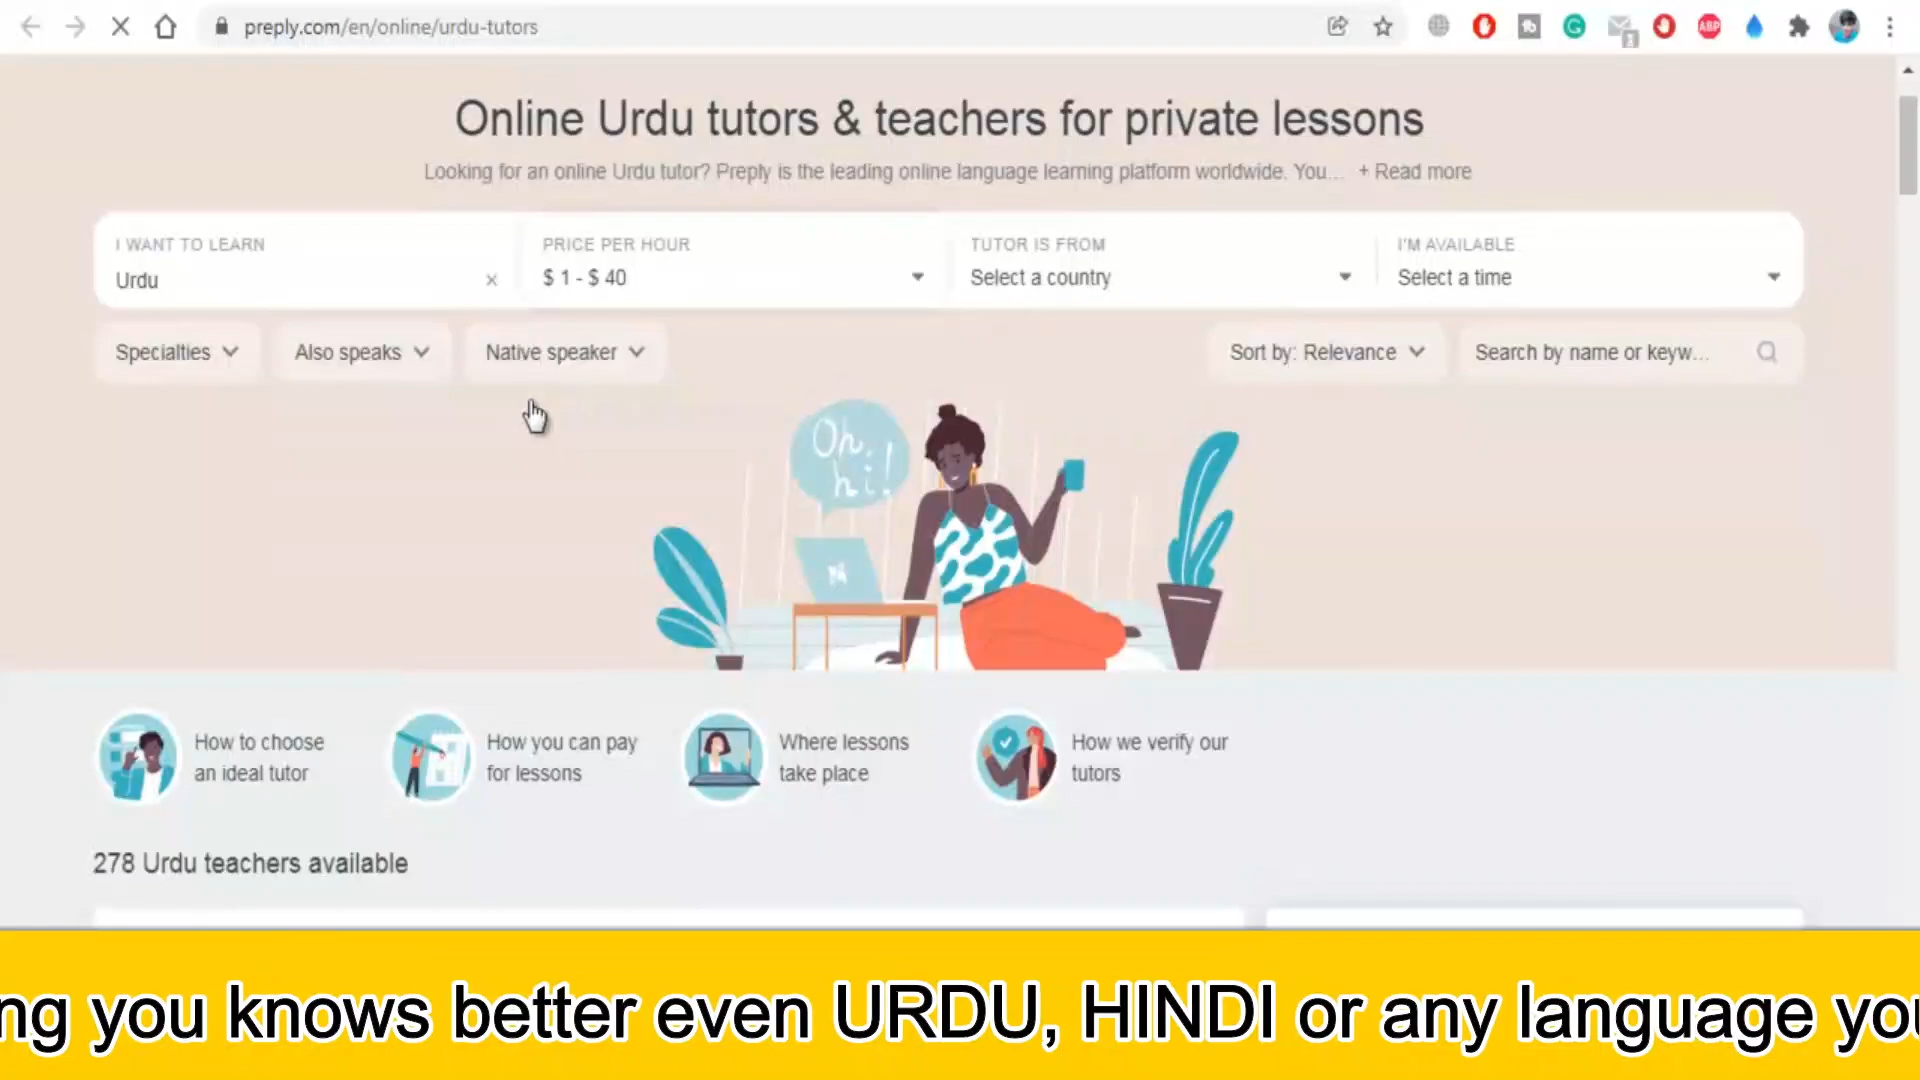 preply.com/en/online/urdu-tutors
Online Urdu tutors & teachers for private lessons
Looking for an online Urdu tutor? Preply is the leading online language learning platform worldwide. You... + Read more
I WANT TO LEARN
Urdu
PRICE PER HOUR
$ 1 - $ 40
TUTOR IS FROM
Select a country
I'M AVAILABLE
Select a time
Specialties
Also speaks
Native speaker
Sort by: Relevance
Search by name or keyw...
Oh,
hi!
How to choose
an ideal tutor
How you can pay
for lessons
Where lessons
take place
How we verify our
tutors
278 Urdu teachers available
ng you knows better even URDU, HINDI or any language you
ABP
1